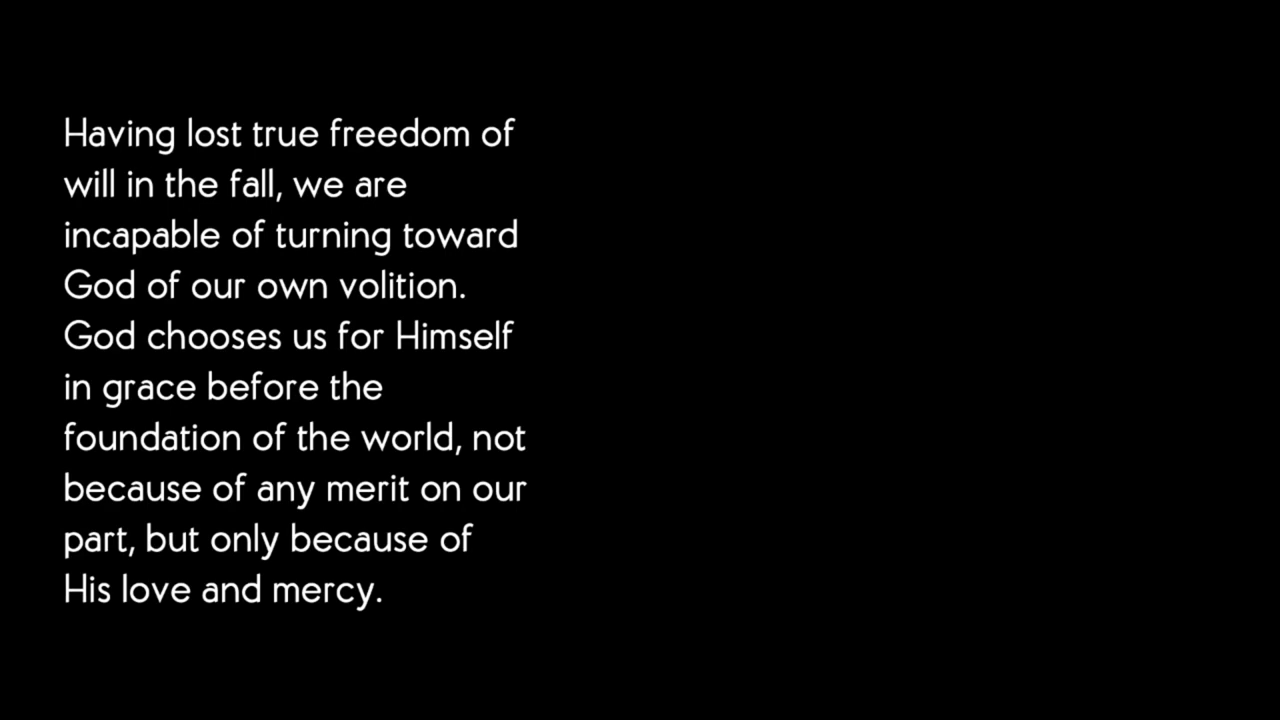 Having lost true freedom of
will in the fall, we are
incapable of turning toward
God of our own volition.
God chooses us for Himself
in grace before the
foundation of the world, not
because of any merit on our
part, but only because of
His love and mercy.